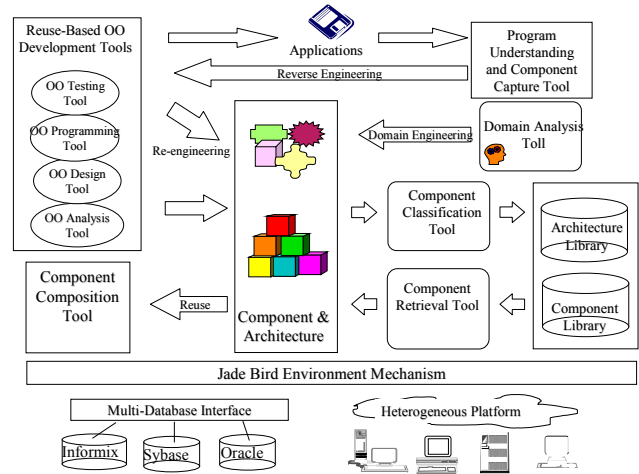 Reuse-Based OO
Development Tools
Applications
Program
Understanding
and Component
Capture Tool
Reverse Engineering
OO Testing
Tool
OO Programming
Tool
OO Design
Tool
OO Analysis
Tool
Re-engineering
Domain Engineering
Domain Analysis
Toll
Component
Classification
Tool
Architecture
Library
Component
Composition
Tool
Reuse
Component &
Architecture
Component
Retrieval Tool
Component
Library
Jade Bird Environment Mechanism
Multi-Database Interface
Heterogeneous Platform
Informix
Sybase
Oracle